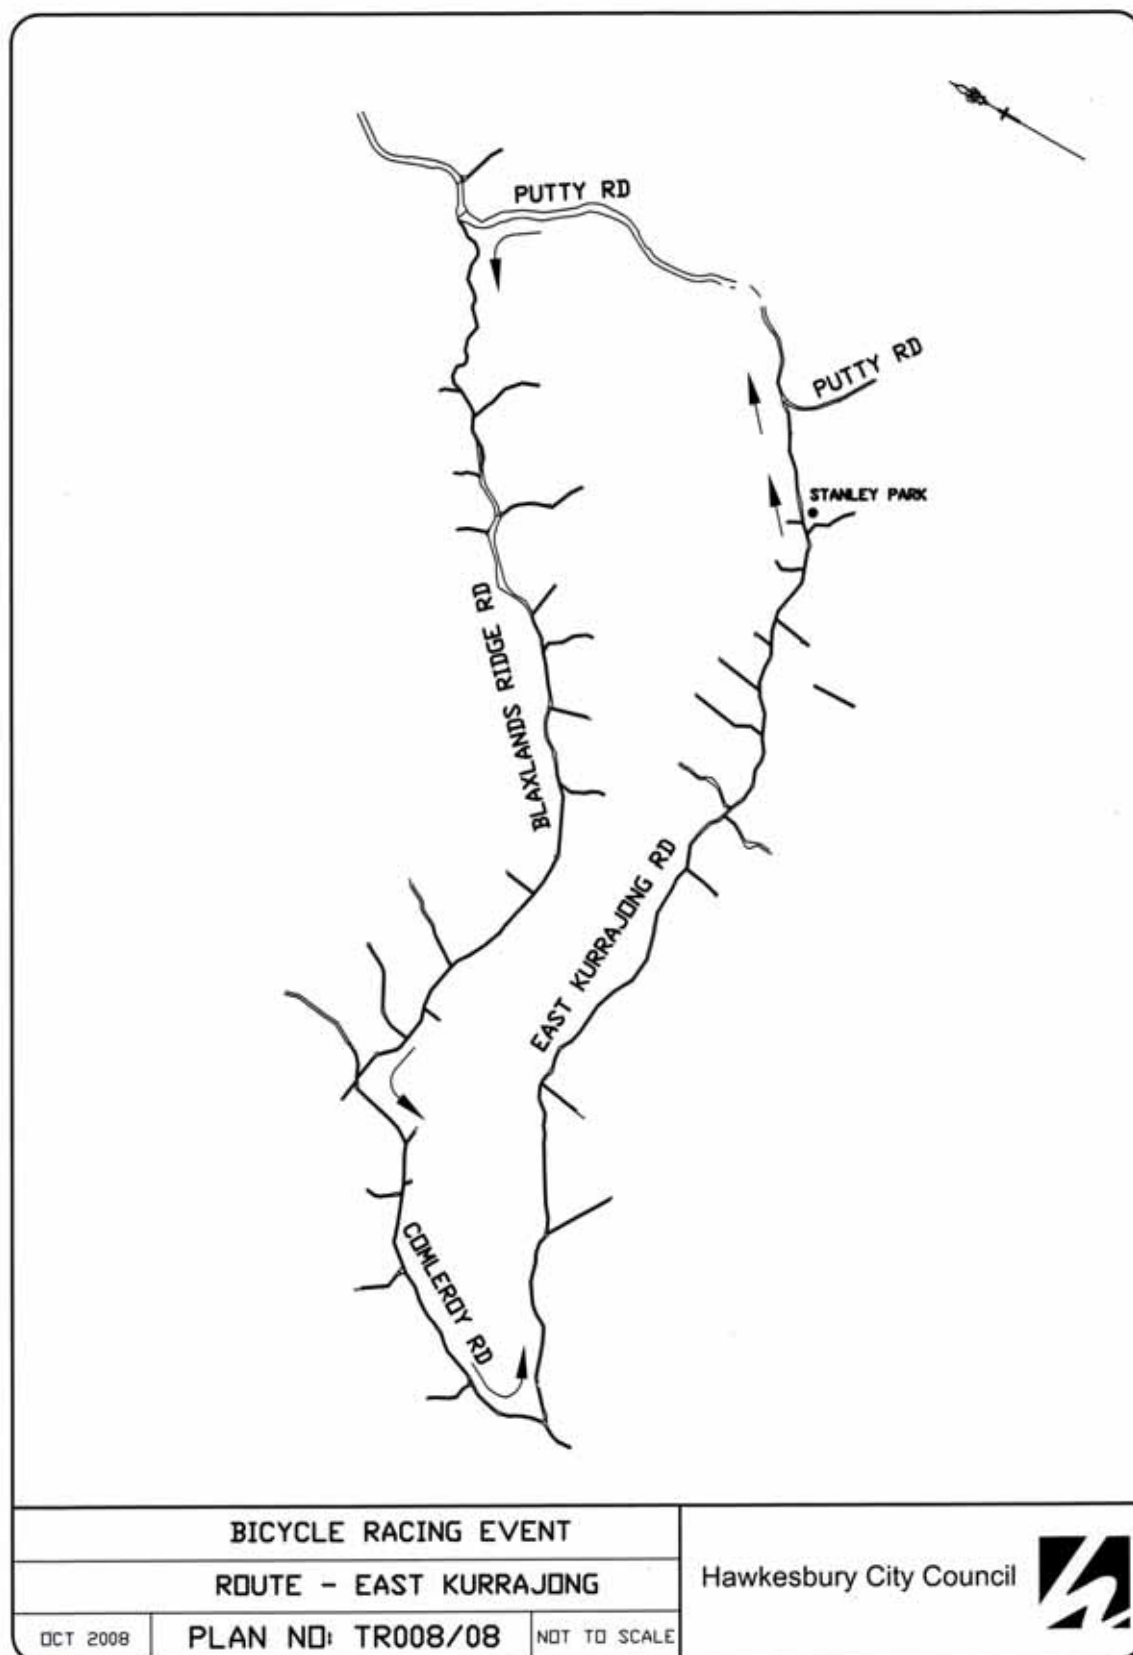 PUTTY RD
PUTTY RD
STANLEY PARK
BLAXLANDS RIDGE RD
EAST KURRAJONG RD
COMLEROY RD
BICYCLE RACING EVENT
ROUTE - EAST KURRAJONG
OCT 2008
PLAN NO: TR008/08
NOT TO SCALE
Hawkesbury City Council